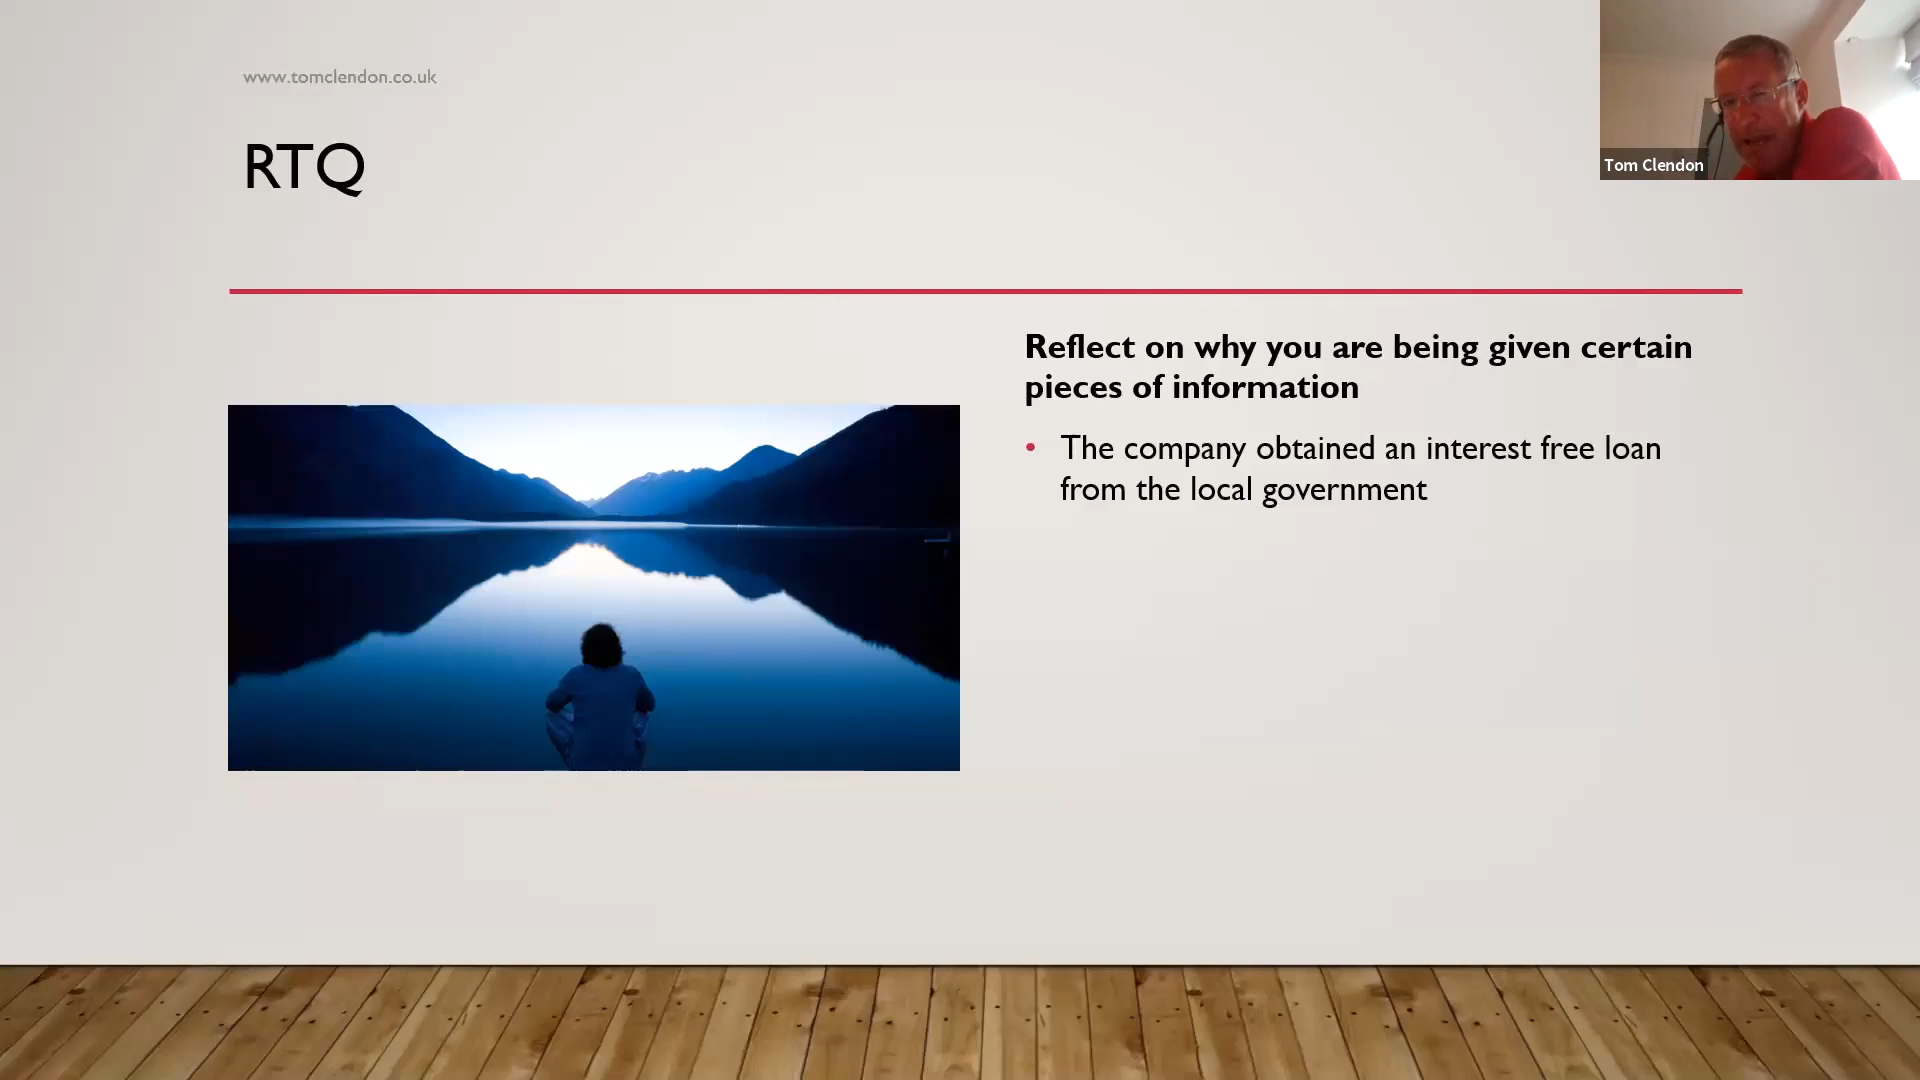 www.tomclendon.co.uk
RTQ
Tom Clendon
Reflect on why you are being given certain
pieces of information
• The company obtained an interest free loan
from the local government